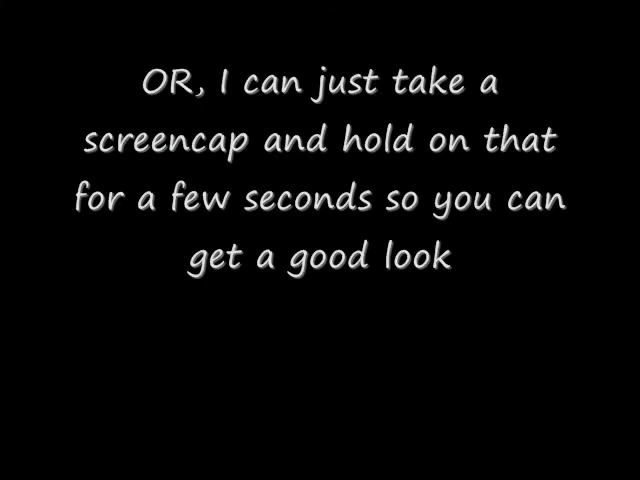 OR, I can just take a
screencap and hold on that
for a few seconds so you can
get a good look